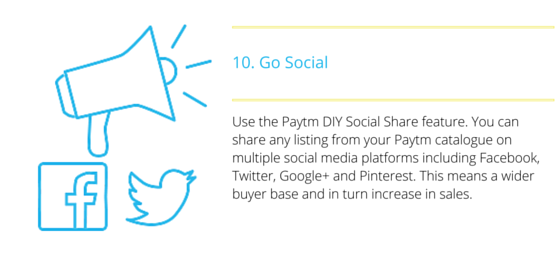 10. Go Social
Use the Paytm DIY Social Share feature. You can
share any listing from your Paytm catalogue on
multiple social media platforms including Facebook,
Twitter, Google+ and Pinterest. This means a wider
buyer base and in turn increase in sales.